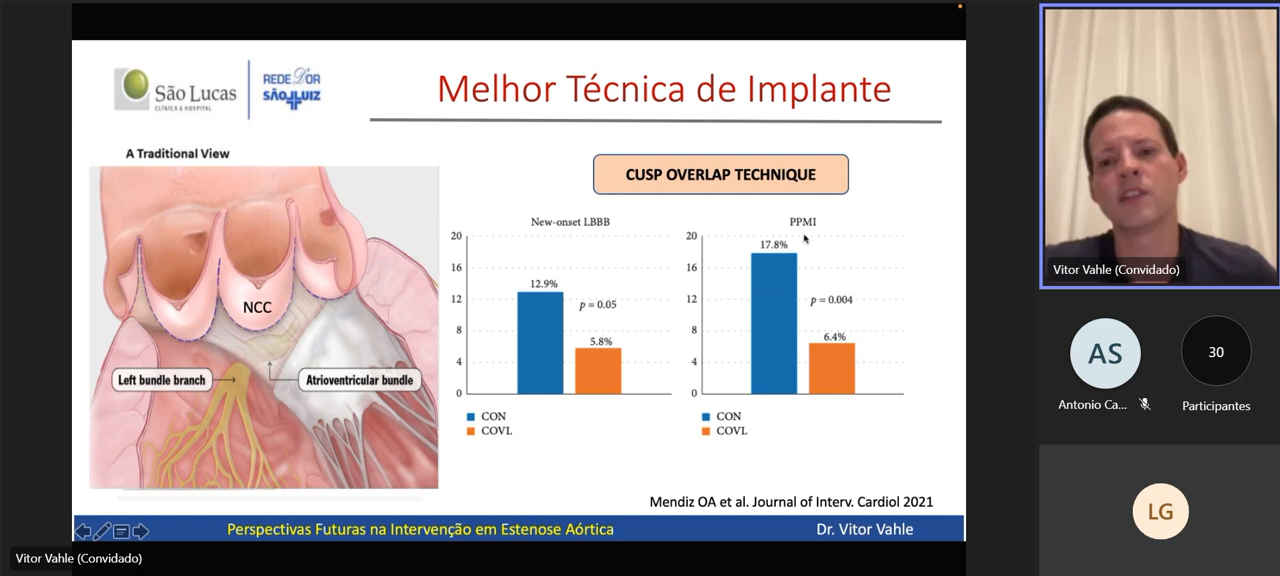 São Lucas
CLÍNICA & HOSPITAL
REDE D'OR
SÃO LUIZ
Melhor Técnica de Implante
A Traditional View
NCC
Left bundle branch
Atrioventricular bundle
CUSP OVERLAP TECHNIQUE
New-onset LBBB
20
16
12
8
4
0
12.9%
p = 0.05
5.8%
CON
COVL
PPMI
20
16
12
8
4
0
17.8%
p = 0.004
6.4%
CON
COVL
Mendiz OA et al. Journal of Interv. Cardiol 2021
Perspectivas Futuras na Intervenção em Estenose Aórtica
Dr. Vitor Vahle
Vitor Vahle (Convidado)
Vitor Vahle (Convidado)
AS
Antonio Ca...
30
Participantes
LG